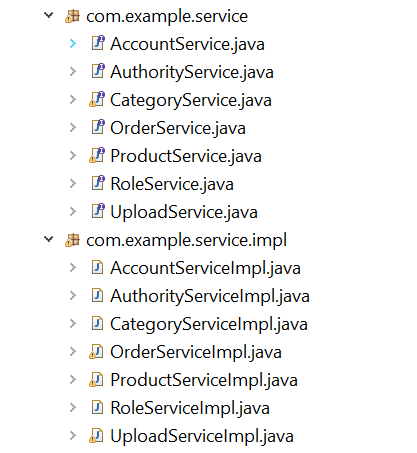 com.example.service
AccountService.java
AuthorityService.java
CategoryService.java
OrderService.java
ProductService.java
RoleService.java
UploadService.java
com.example.service.impl
AccountServiceImpl.java
AuthorityServiceImpl.java
CategoryServiceImpl.java
OrderServiceImpl.java
ProductServiceImpl.java
RoleServiceImpl.java
UploadServiceImpl.java